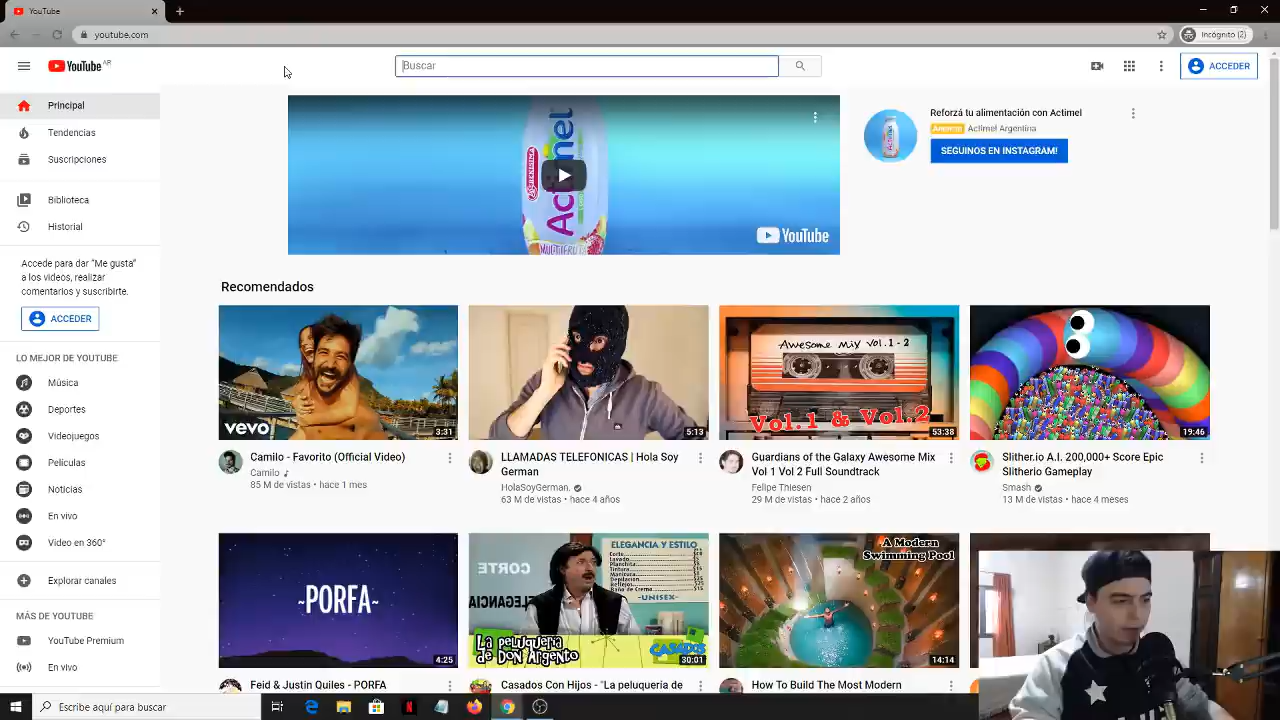 YouTube
youtube.com
Incógnito (2)
YouTube AR
Buscar
ACCEDER
Principal
Tendencias
Suscripciones
Biblioteca
Historial
Accede para dar "Me gusta"
a los videos, realizar
comentarios y suscribirte.
ACCEDER
LO MEJOR DE YOUTUBE
Música
Deportes
Videojuegos
Películas
Noticias
En vivo
Video en 360°
Explorar canales
MÁS DE YOUTUBE
YouTube Premium
En vivo
Actimel
MULTIFRUTA
YouTube
Reforzá tu alimentación con Actimel
Anuncio Actimel Argentina
SEGUINOS EN INSTAGRAM!
Recomendados
vevo
3:31
Camilo - Favorito (Official Video)
Camilo
85 M de vistas • hace 1 mes
5:13
LLAMADAS TELEFONICAS | Hola Soy
German
HolaSoyGerman.
63 M de vistas • hace 4 años
Awesome Mix Vol. 1 - 2
Vol.1 & Vol.2
53:38
Guardians of the Galaxy Awesome Mix
Vol 1 Vol 2 Full Soundtrack
Felipe Thiesen
29 M de vistas • hace 2 años
19:46
Slither.io A.I. 200,000+ Score Epic
Slitherio Gameplay
Smash
13 M de vistas • hace 4 meses
~PORFA~
4:25
Feid & Justin Quiles - PORFA
CORTE
ELEGANCIA
ELEGANCIA Y ESTILO
Corte
Lavado
Planchita
Tintura
-UNISEX-
La peluquería
de Don Argento
CASADOS
30:01
Casados Con Hijos - "La peluqueria de
A Modern
Swimming Pool
14:14
How To Build The Most Modern
Escribe aquí para buscar